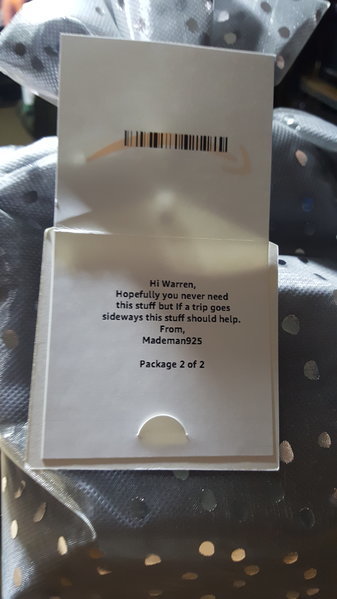 Hi Warren,
Hopefully you never need
this stuff but If a trip goes
sideways this stuff should help.
From,
Mademan925
Package 2 of 2